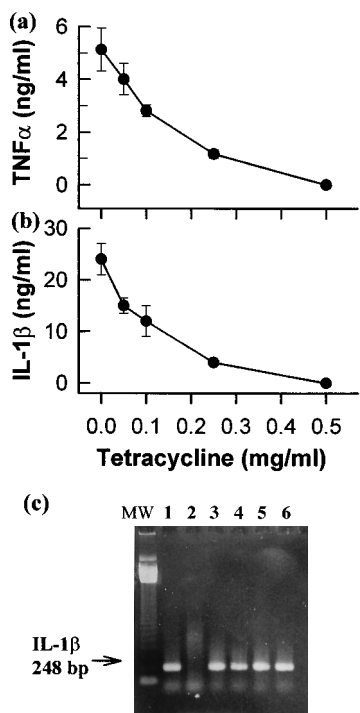 (a)
TNFα (ng/ml)
6
4
2
0
(b)
IL-1β (ng/ml)
30
20
10
0
0.0 0.1 0.2 0.3 0.4 0.5
Tetracycline (mg/ml)
(c)
MW 1 2 3 4 5 6
IL-1β
248 bp